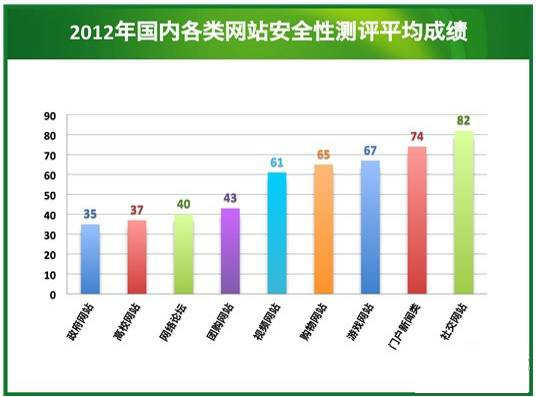 2012年国内各类网站安全性测评平均成绩
90
80
70
60
50
40
30
20
10
0
35
37
40
43
61
65
67
74
82
政府网站
高校网站
网络论坛
团购网站
视频网站
购物网站
游戏网站
门户新闻类
社交网站